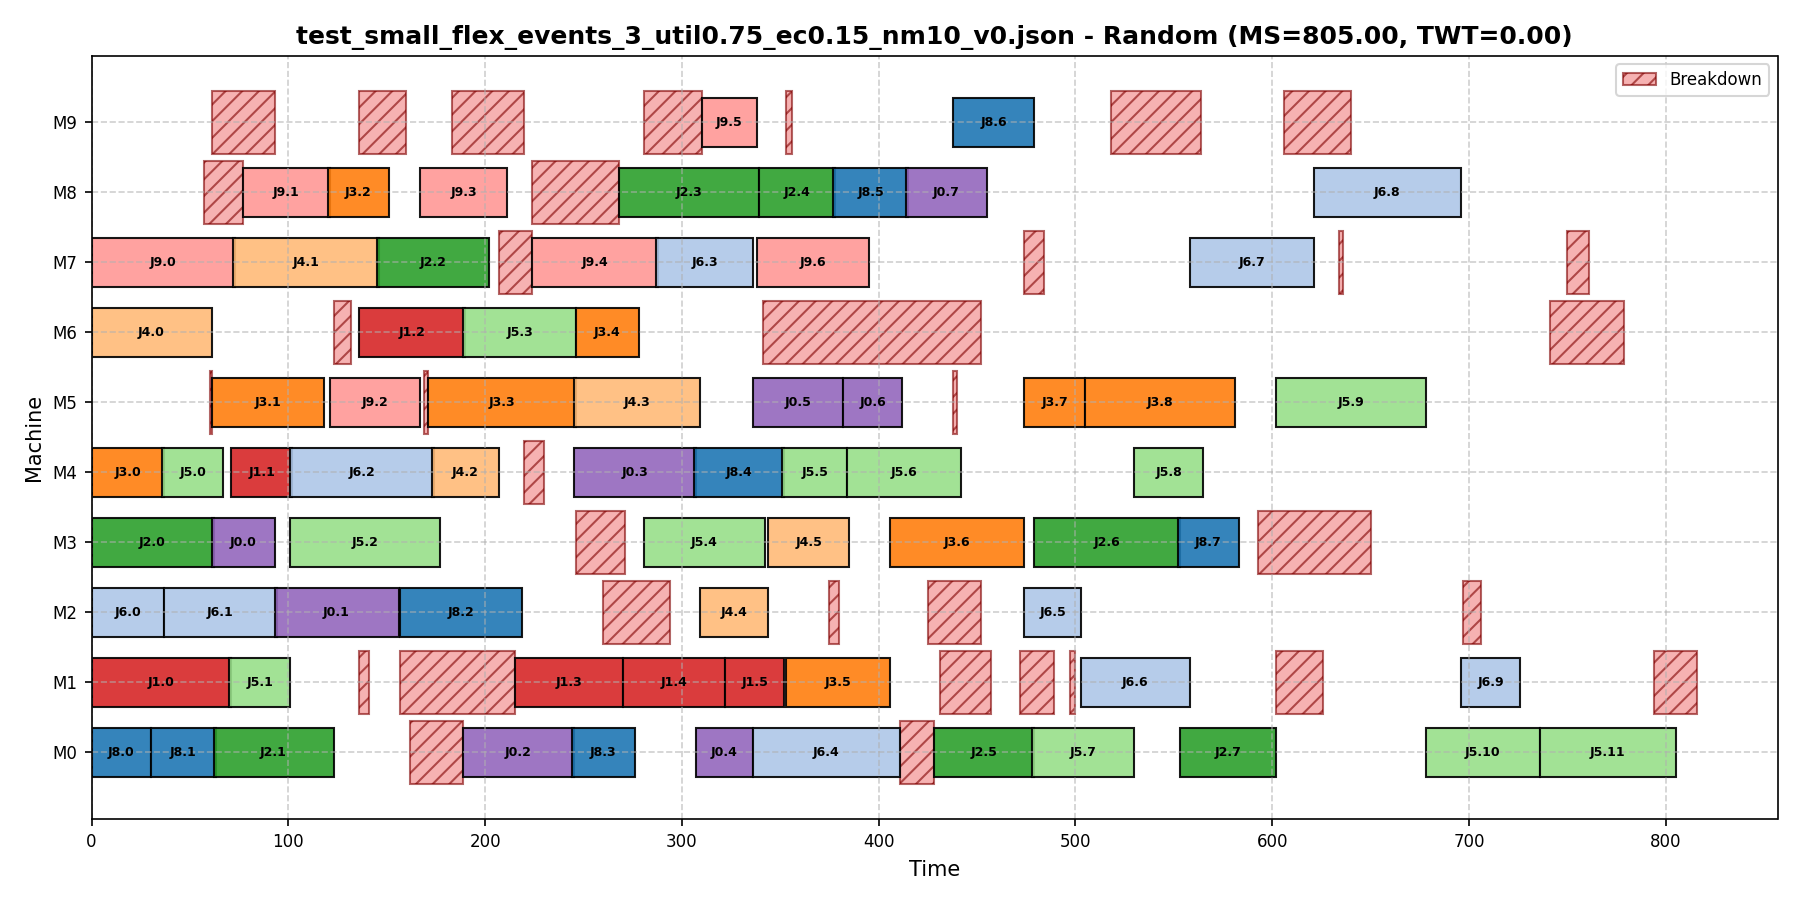 test_small_flex_events_3_util0.75_ec0.15_nm10_v0.json - Random (MS=805.00, TWT=0.00)
Breakdown
M9 J9.5 J8.6
M8 J9.1 J3.2 J9.3 J2.3 J2.4 J8.5 J0.7 J6.8
M7 J9.0 J4.1 J2.2 J9.4 J6.3 J9.6 J6.7
M6 J4.0 J1.2 J5.3 J3.4
M5 J3.1 J9.2 J3.3 J4.3 J0.5 J0.6 J3.7 J3.8 J5.9
M4 J3.0 J5.0 J1.1 J6.2 J4.2 J0.3 J8.4 J5.5 J5.6 J5.8
M3 J2.0 J0.0 J5.2 J5.4 J4.5 J3.6 J2.6 J8.7
M2 J6.0 J6.1 J0.1 J8.2 J4.4 J6.5
M1 J1.0 J5.1 J1.3 J1.4 J1.5 J3.5 J6.6 J6.9
M0 J8.0 J8.1 J2.1 J0.2 J8.3 J0.4 J6.4 J2.5 J5.7 J2.7 J5.10 J5.11
Machine
0 100 200 300 400 500 600 700 800
Time